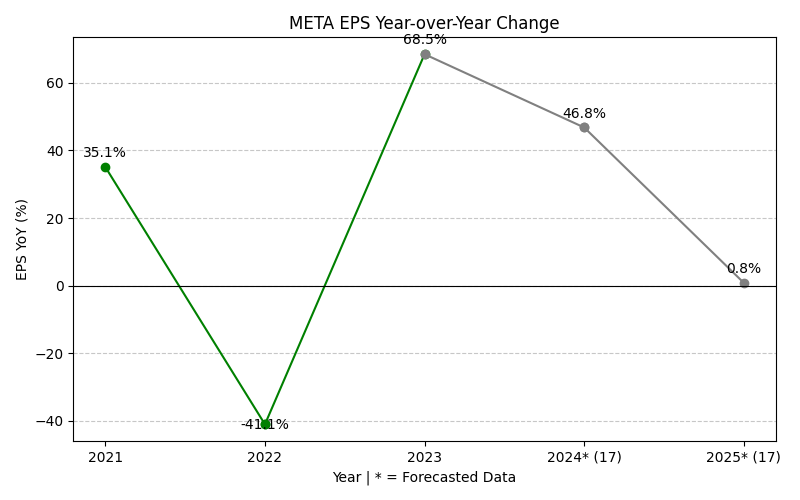 META EPS Year-over-Year Change
68.5%
46.8%
35.1%
0.8%
-41.1%
EPS YoY (%)
60
40
20
0
−20
−40
2021 2022 2023 2024* (17) 2025* (17)
Year | * = Forecasted Data